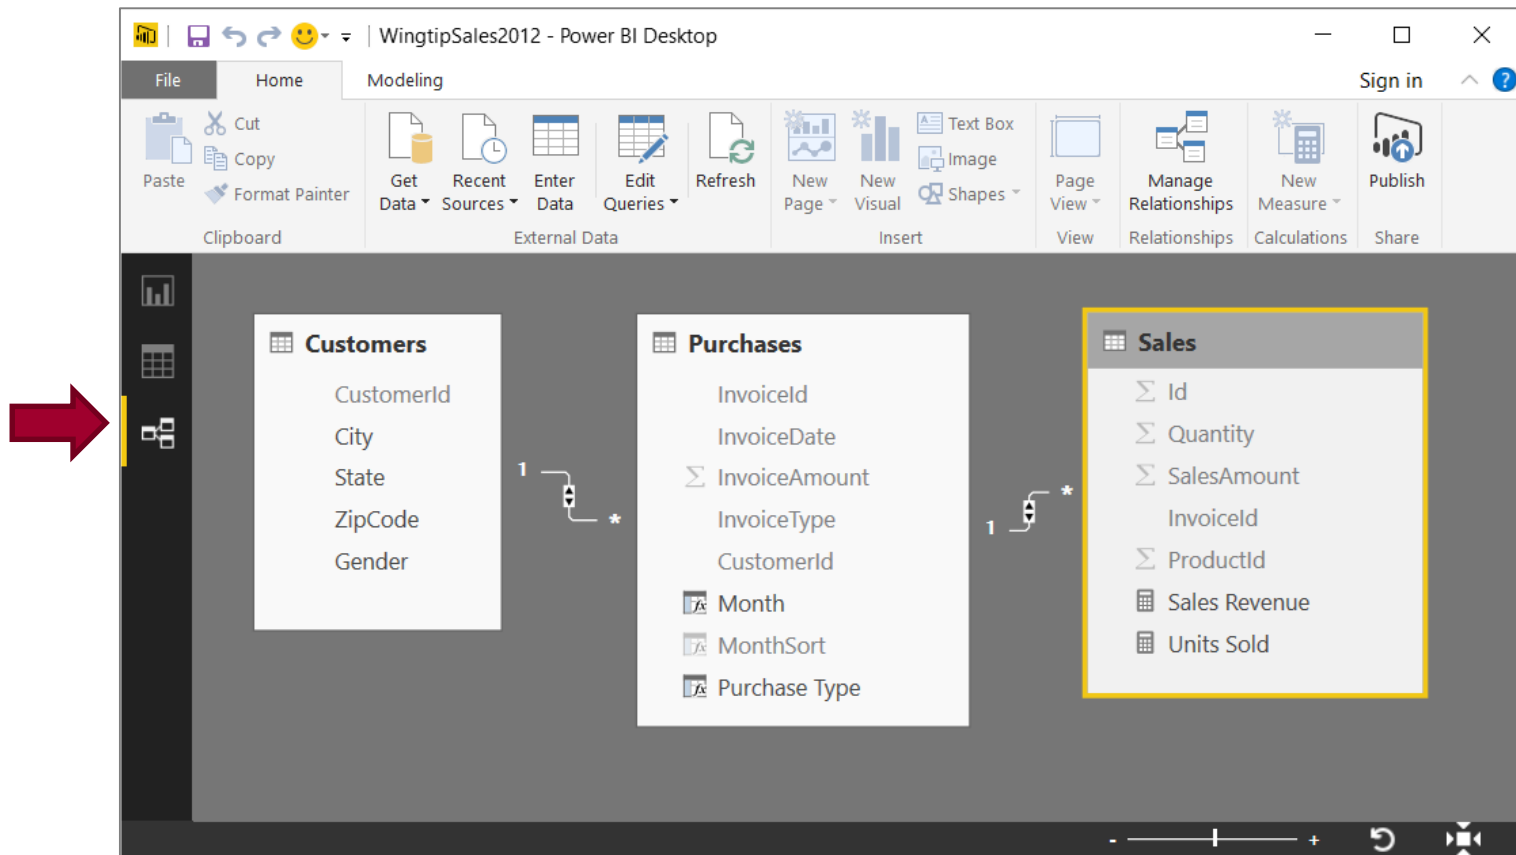 WingtipSales2012 - Power BI Desktop
File Home Modeling Sign in ?
Paste
Cut
Copy
Format Painter
Clipboard
Get Data
Recent Sources
Enter Data
Edit Queries
Refresh
External Data
New Page
New Visual
Text Box
Image
Shapes
Insert
Page View
View
Manage Relationships
Relationships
New Measure
Calculations
Publish
Share
Customers
CustomerId
City
State
ZipCode
Gender
1
*
Purchases
InvoiceId
InvoiceDate
∑ InvoiceAmount
InvoiceType
CustomerId
fx Month
fx MonthSort
fx Purchase Type
1
*
Sales
∑ Id
∑ Quantity
∑ SalesAmount
InvoiceId
∑ ProductId
Sales Revenue
Units Sold
- +